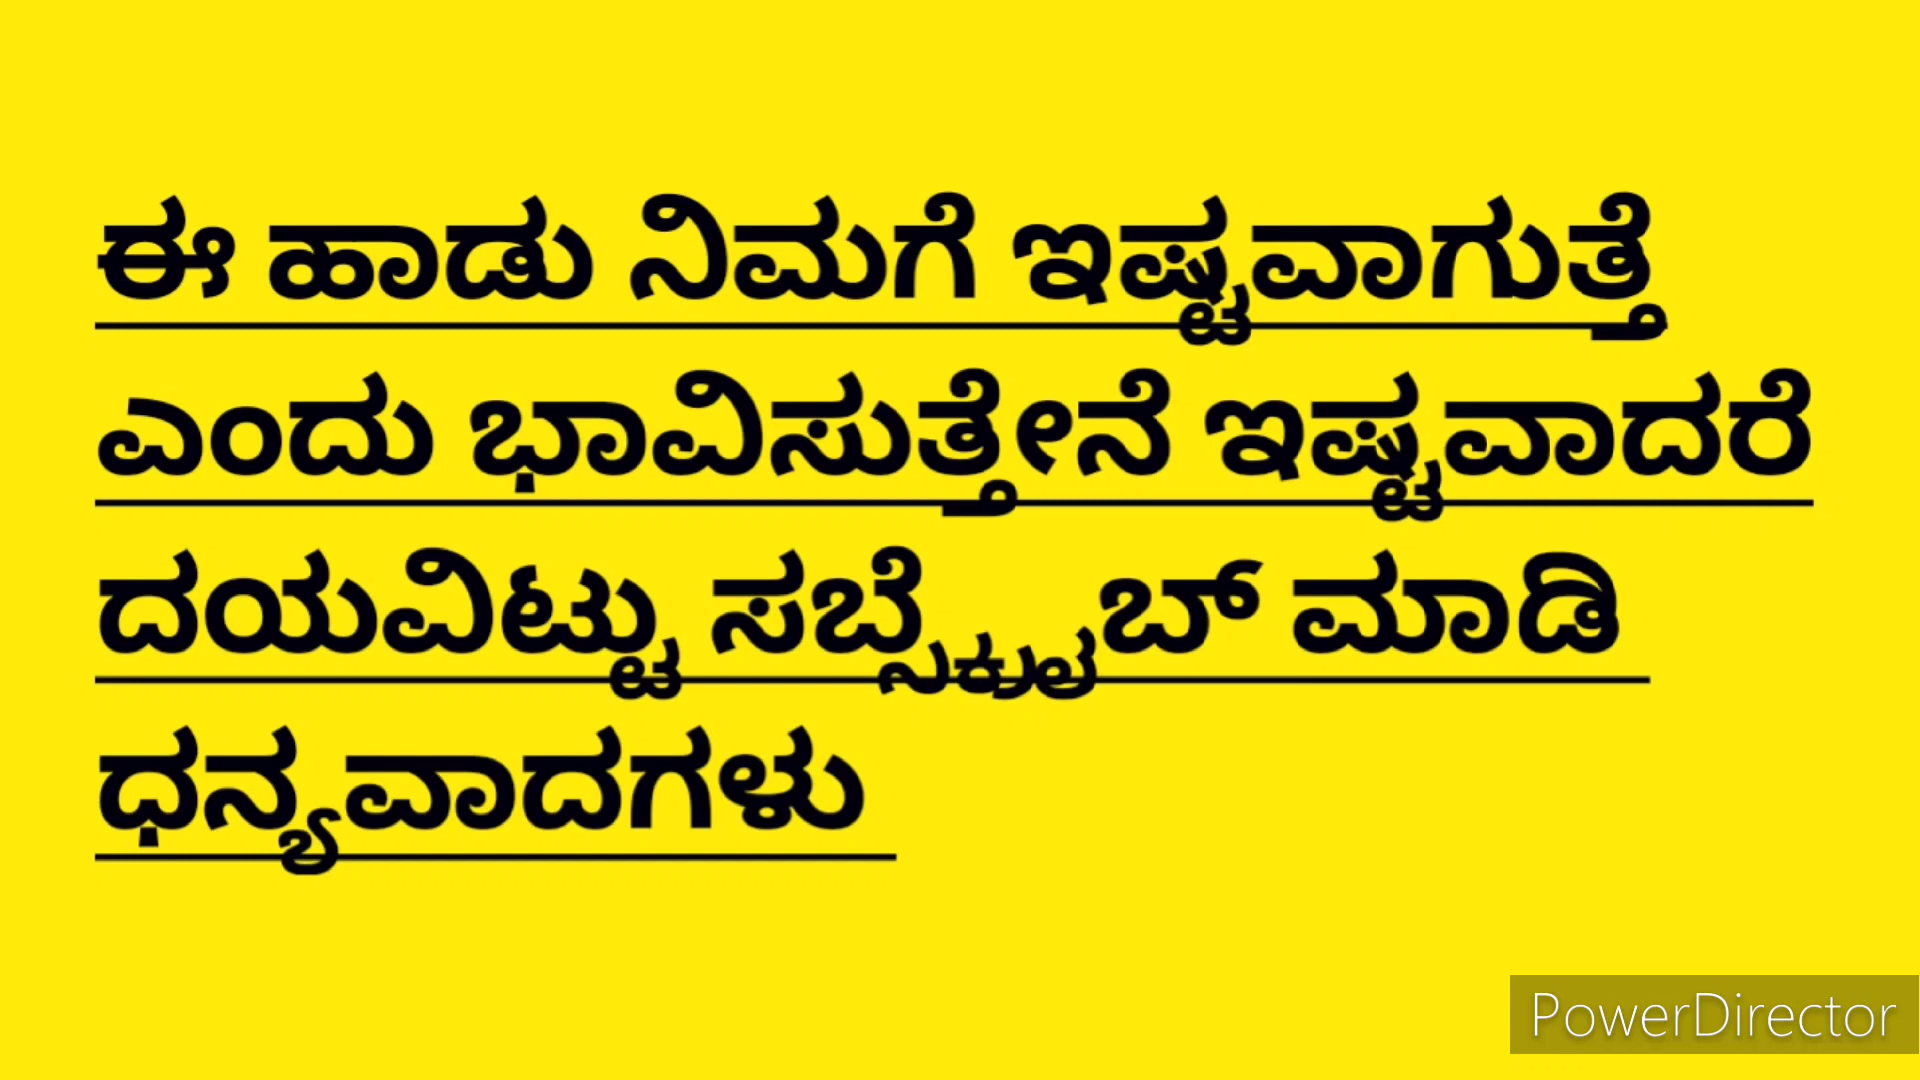 ಈ ಹಾಡು ನಿಮಗೆ ಇಷ್ಟವಾಗುತ್ತೆ
ಎಂದು ಭಾವಿಸುತ್ತೇನೆ ಇಷ್ಟವಾದರೆ
ದಯವಿಟ್ಟು ಸಬ್ಸ್ಕ್ರೈಬ್ ಮಾಡಿ
ಧನ್ಯವಾದಗಳು
PowerDirector